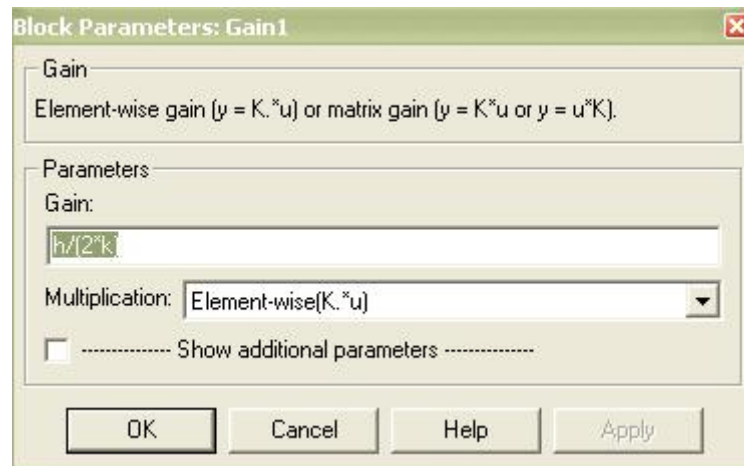 Block Parameters: Gain1
Gain
Element-wise gain (y = K.*u) or matrix gain (y = K*u or y = u*K).
Parameters
Gain:
h/(2*k)
Multiplication: Element-wise(K.*u)
-------------- Show additional parameters --------------
OK Cancel Help Apply